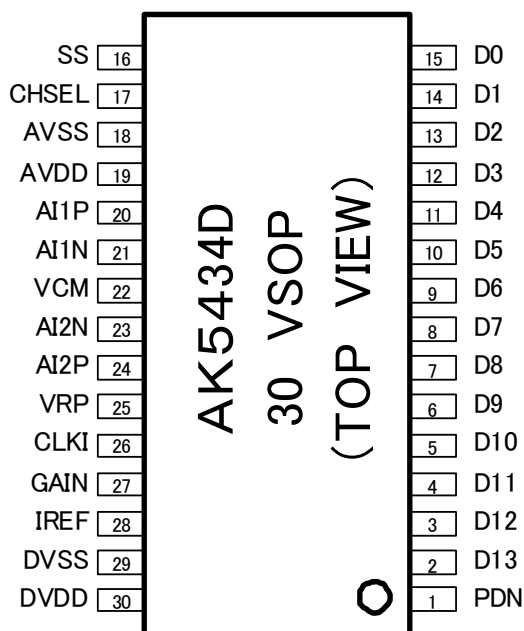 SS 16 15 D0
CHSEL 17 14 D1
AVSS 18 13 D2
AVDD 19 12 D3
AI1P 20 11 D4
AI1N 21 10 D5
VCM 22 9 D6
AI2N 23 8 D7
AI2P 24 7 D8
VRP 25 6 D9
CLKI 26 5 D10
GAIN 27 4 D11
IREF 28 3 D12
DVSS 29 2 D13
DVDD 30 1 PDN
AK5434D
30 VSOP
(TOP VIEW)